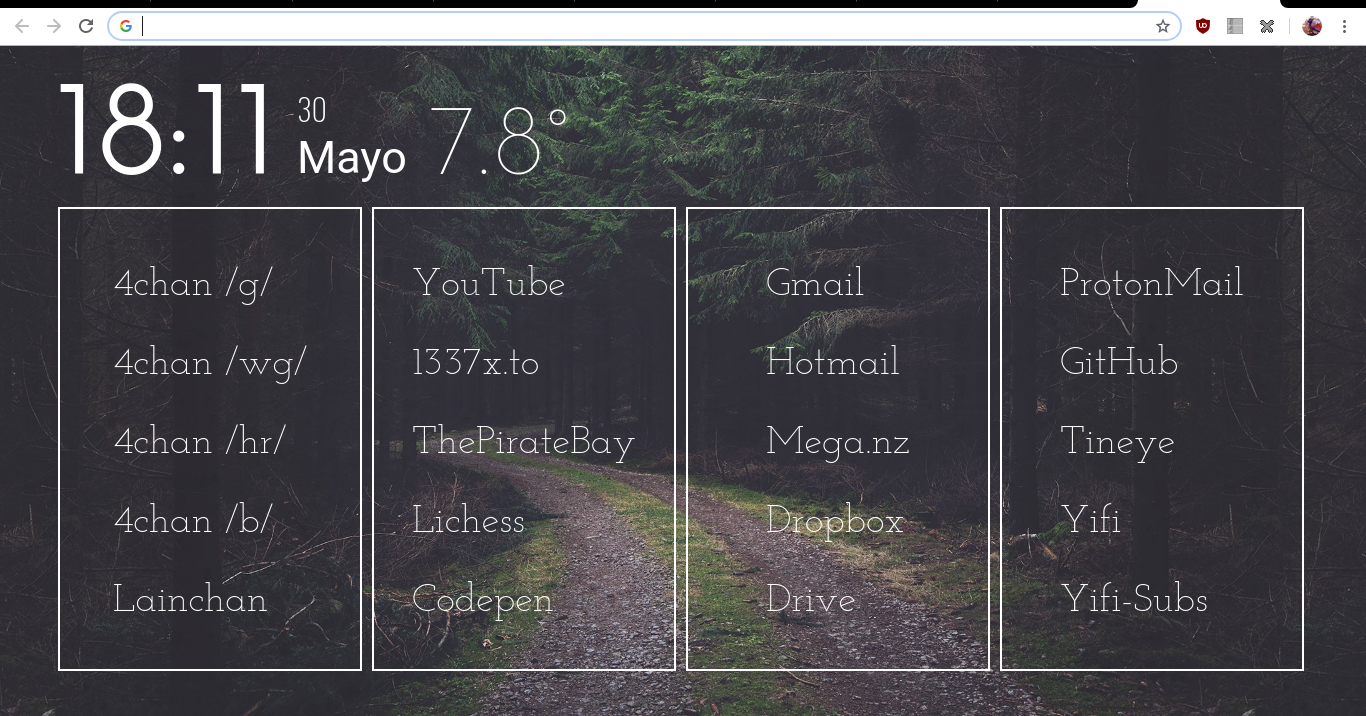 18:11
30
Mayo
7.8°
4chan /g/
4chan /wg/
4chan /hr/
4chan /b/
Lainchan
YouTube
1337x.to
ThePirateBay
Lichess
Codepen
Gmail
Hotmail
Mega.nz
Dropbox
Drive
ProtonMail
GitHub
Tineye
Yifi
Yifi-Subs